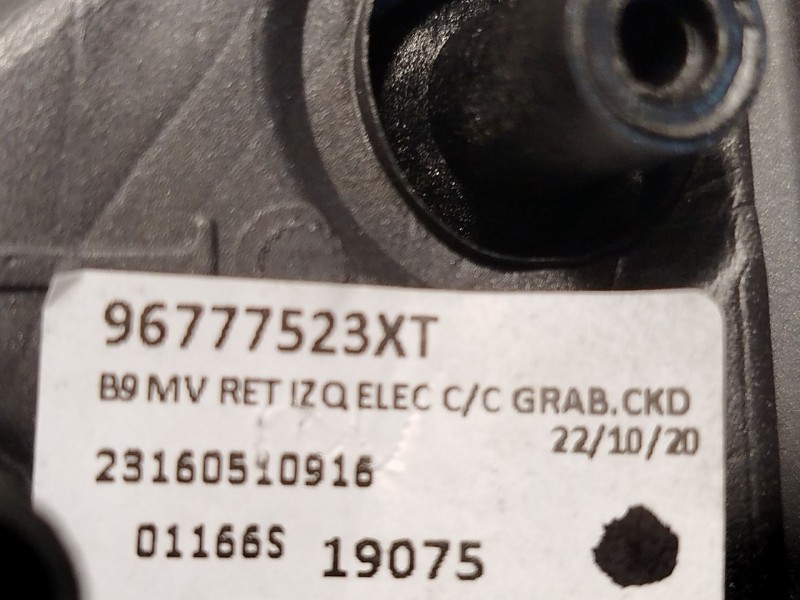 96777523XT
B9 MV RET IZQ ELEC C/C GRAB.CKD
22/10/20
23160510916
01166S 19075